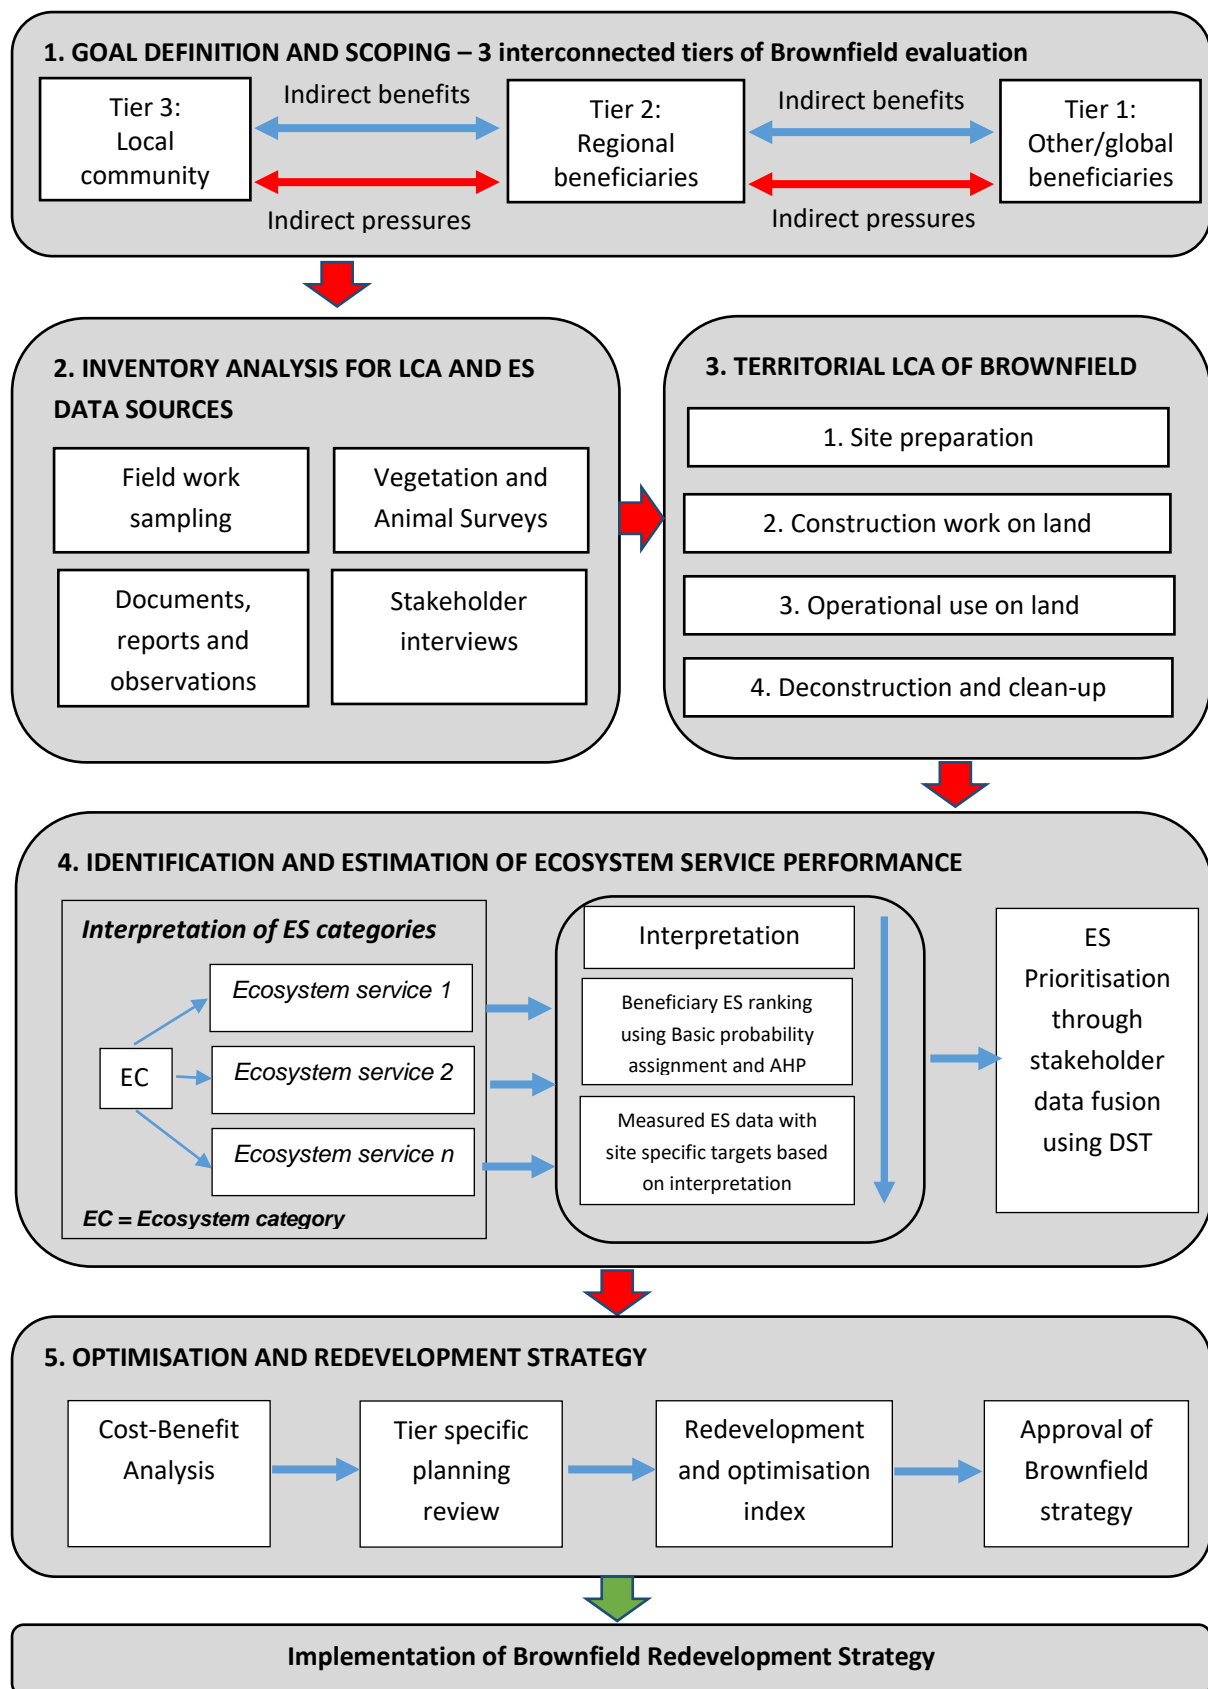 1. GOAL DEFINITION AND SCOPING – 3 interconnected tiers of Brownfield evaluation
Tier 3:
Local
community
Indirect benefits
Indirect pressures
Tier 2:
Regional
beneficiaries
Indirect benefits
Indirect pressures
Tier 1:
Other/global
beneficiaries
2. INVENTORY ANALYSIS FOR LCA AND ES
DATA SOURCES
Field work
sampling
Vegetation and
Animal Surveys
Documents,
reports and
observations
Stakeholder
interviews
3. TERRITORIAL LCA OF BROWNFIELD
1. Site preparation
2. Construction work on land
3. Operational use on land
4. Deconstruction and clean-up
4. IDENTIFICATION AND ESTIMATION OF ECOSYSTEM SERVICE PERFORMANCE
Interpretation of ES categories
EC
Ecosystem service 1
Ecosystem service 2
Ecosystem service n
EC = Ecosystem category
Interpretation
Beneficiary ES ranking
using Basic probability
assignment and AHP
Measured ES data with
site specific targets based
on interpretation
ES
Prioritisation
through
stakeholder
data fusion
using DST
5. OPTIMISATION AND REDEVELOPMENT STRATEGY
Cost-Benefit
Analysis
Tier specific
planning
review
Redevelopment
and optimisation
index
Approval of
Brownfield
strategy
Implementation of Brownfield Redevelopment Strategy